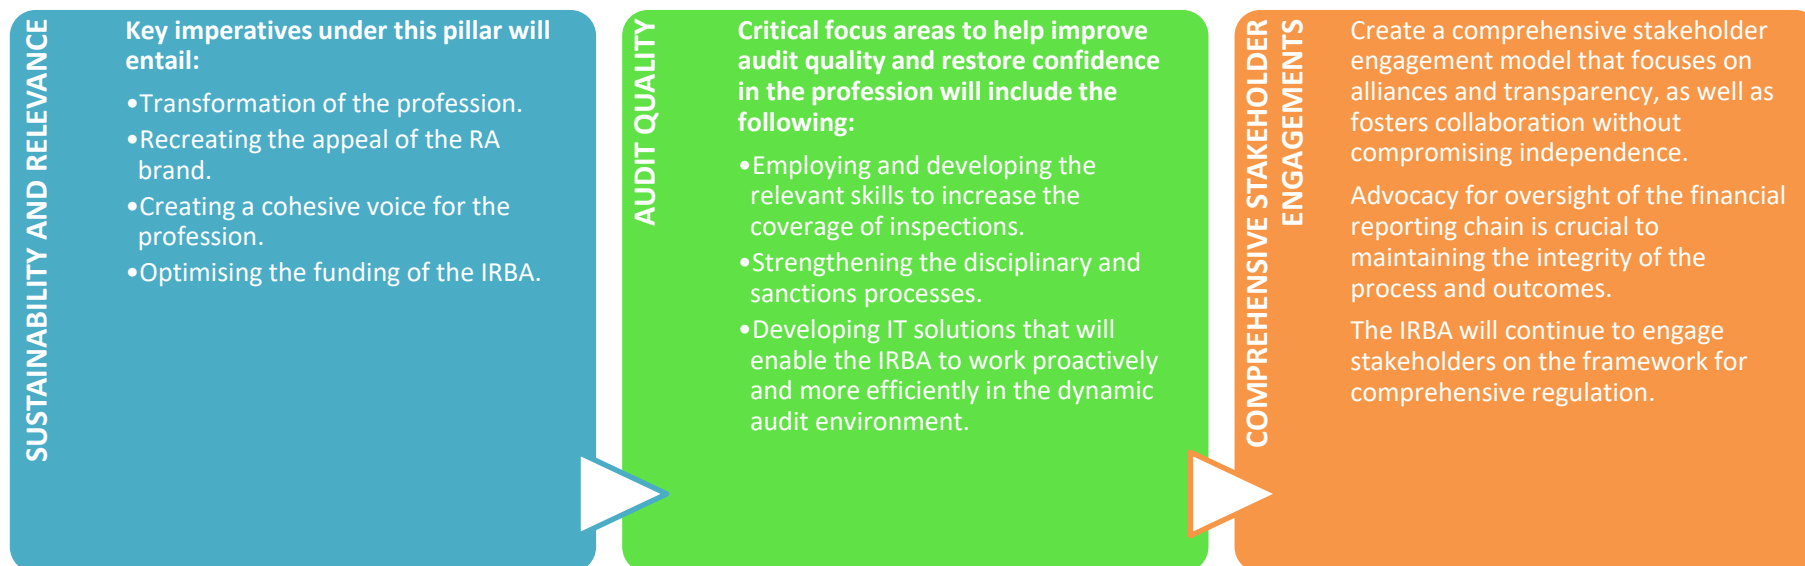 SUSTAINABILITY AND RELEVANCE
Key imperatives under this pillar will
entail:
•Transformation of the profession.
•Recreating the appeal of the RA
brand.
•Creating a cohesive voice for the
profession.
•Optimising the funding of the IRBA.
AUDIT QUALITY
Critical focus areas to help improve
audit quality and restore confidence
in the profession will include the
following:
•Employing and developing the
relevant skills to increase the
coverage of inspections.
•Strengthening the disciplinary and
sanctions processes.
•Developing IT solutions that will
enable the IRBA to work proactively
and more efficiently in the dynamic
audit environment.
COMPREHENSIVE STAKEHOLDER
ENGAGEMENTS
Create a comprehensive stakeholder
engagement model that focuses on
alliances and transparency, as well as
fosters collaboration without
compromising independence.
Advocacy for oversight of the financial
reporting chain is crucial to
maintaining the integrity of the
process and outcomes.
The IRBA will continue to engage
stakeholders on the framework for
comprehensive regulation.